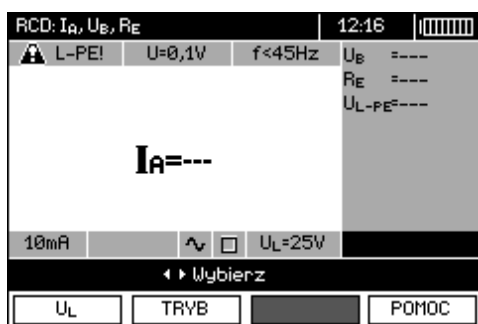 RCD: IA, UB, RE 12:16
L-PE! U=0,1V f<45Hz
UB =---
RE =---
UL-PE=---
IA=---
10mA UL=25V
Wybierz
UL TRYB POMOC